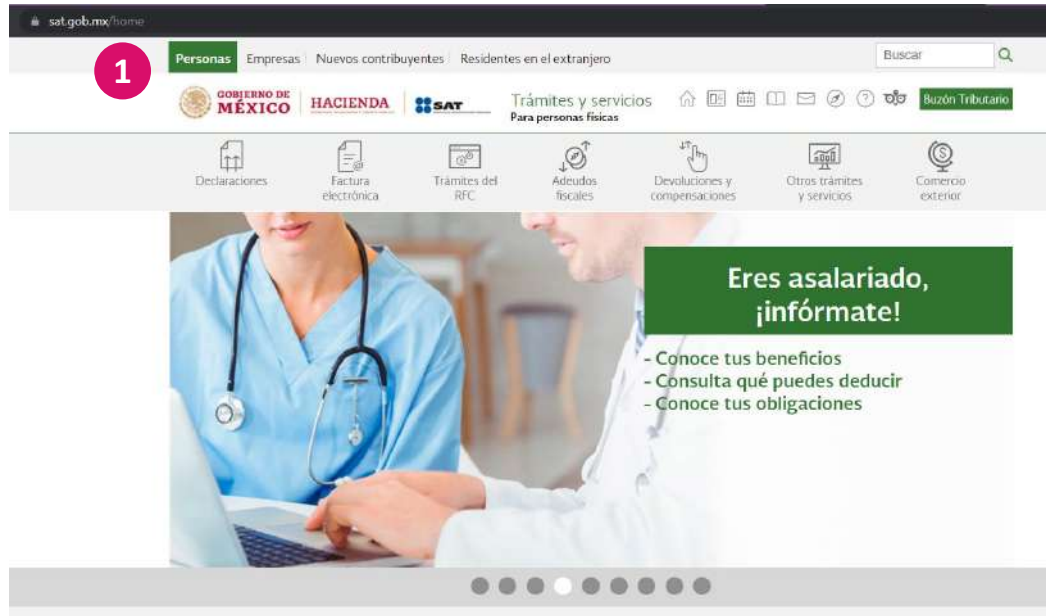 sat.gob.mx/home
1
Personas Empresas Nuevos contribuyentes Residentes en el extranjero Buscar
GOBIERNO DE MÉXICO HACIENDA SAT Trámites y servicios Buzón Tributario
Para personas físicas
Declaraciones
Factura electrónica
Trámites del RFC
Adeudos fiscales
Devoluciones y compensaciones
Otros trámites y servicios
Comercio exterior
Eres asalariado,
¡infórmate!
- Conoce tus beneficios
- Consulta qué puedes deducir
- Conoce tus obligaciones